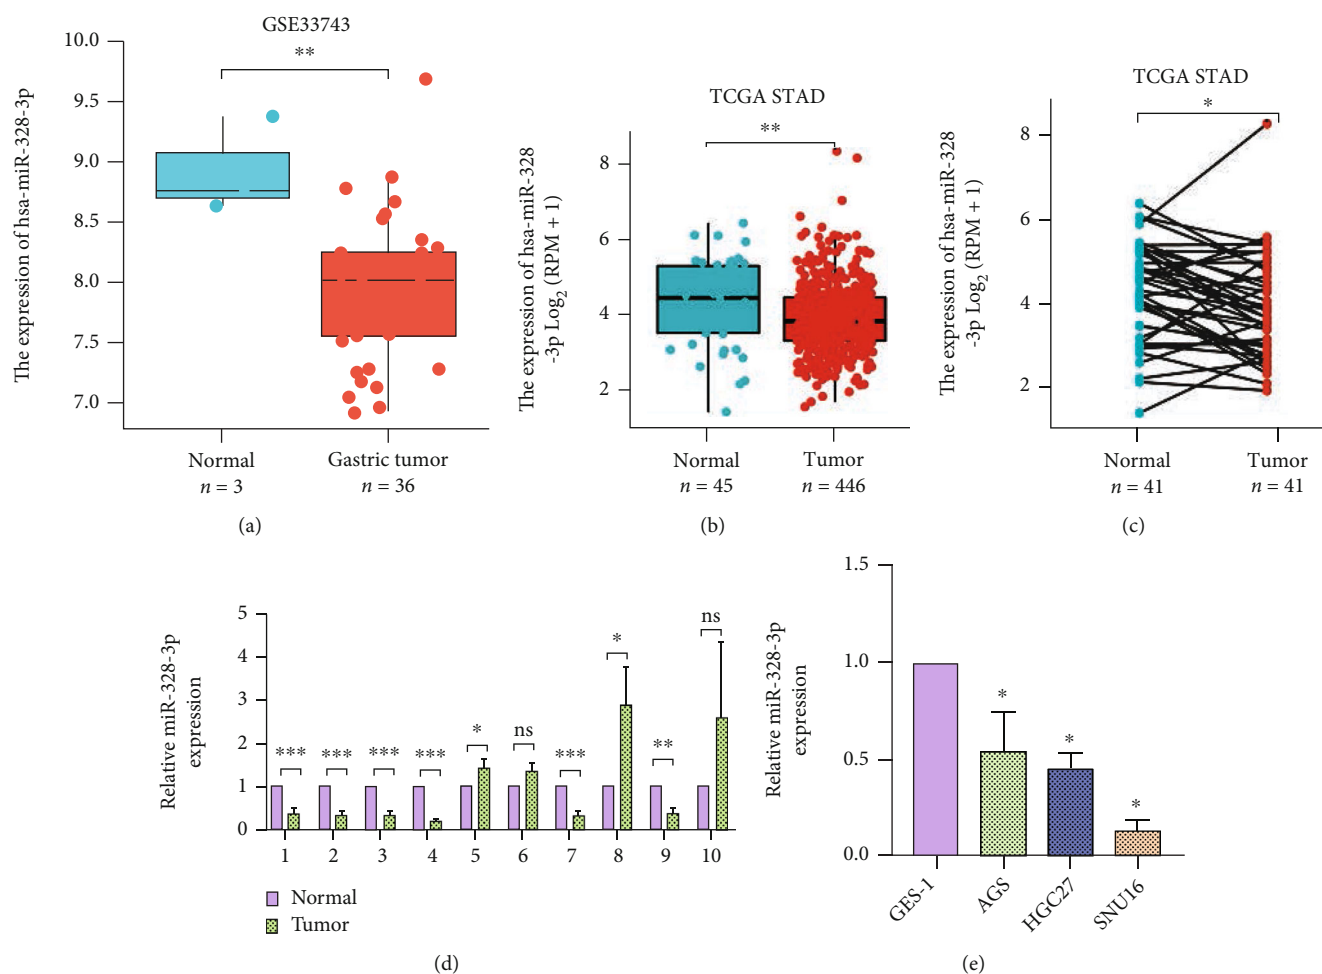 GSE33743
**
The expression of hsa-miR-328-3p
10.0
9.5
9.0
8.5
8.0
7.5
7.0
Normal
n = 3
Gastric tumor
n = 36
(a)
TCGA STAD
**
The expression of hsa-miR-328
-3p Log2 (RPM + 1)
8
6
4
2
Normal
n = 45
Tumor
n = 446
(b)
TCGA STAD
*
The expression of hsa-miR-328
-3p Log2 (RPM + 1)
8
6
4
2
Normal
n = 41
Tumor
n = 41
(c)
Relative miR-328-3p
expression
5
4
3
2
1
0
***
***
***
***
*
ns
***
*
**
ns
1 2 3 4 5 6 7 8 9 10
Normal
Tumor
(d)
Relative miR-328-3p
expression
1.5
1.0
0.5
0.0
*
*
*
GES-1
AGS
HGC27
SNU16
(e)